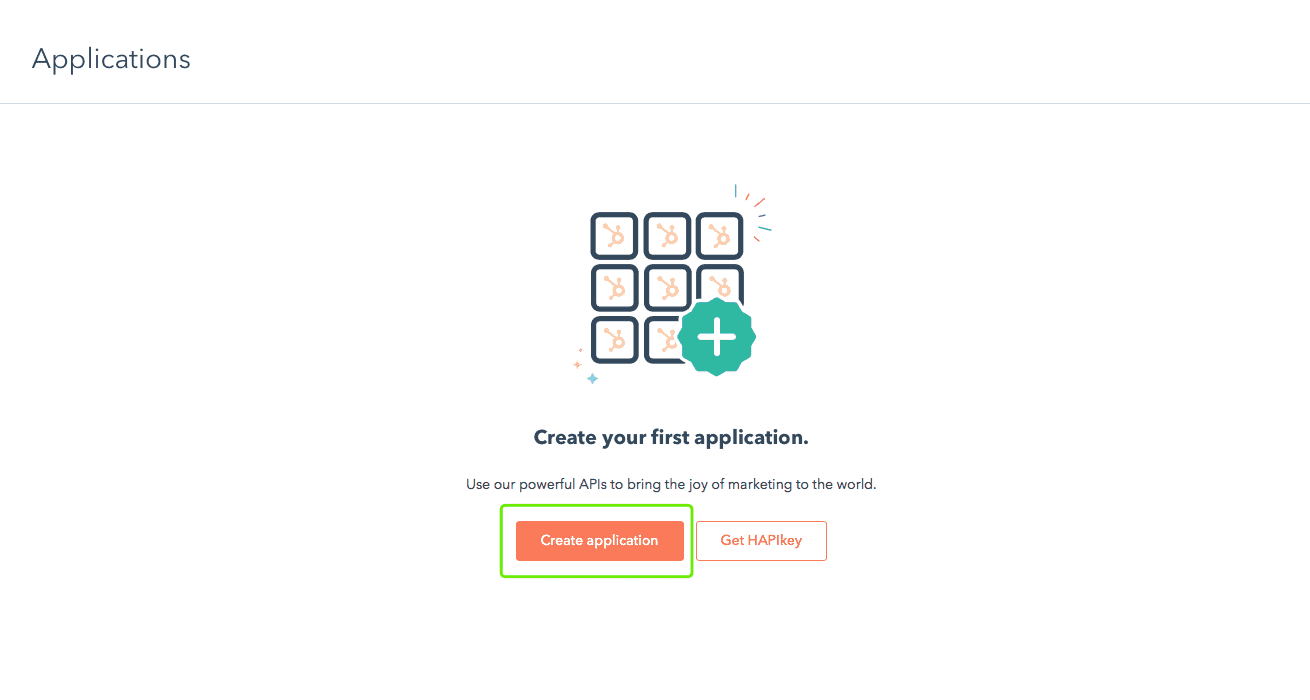 Applications
Create your first application.
Use our powerful APIs to bring the joy of marketing to the world.
Create application
Get HAPIkey